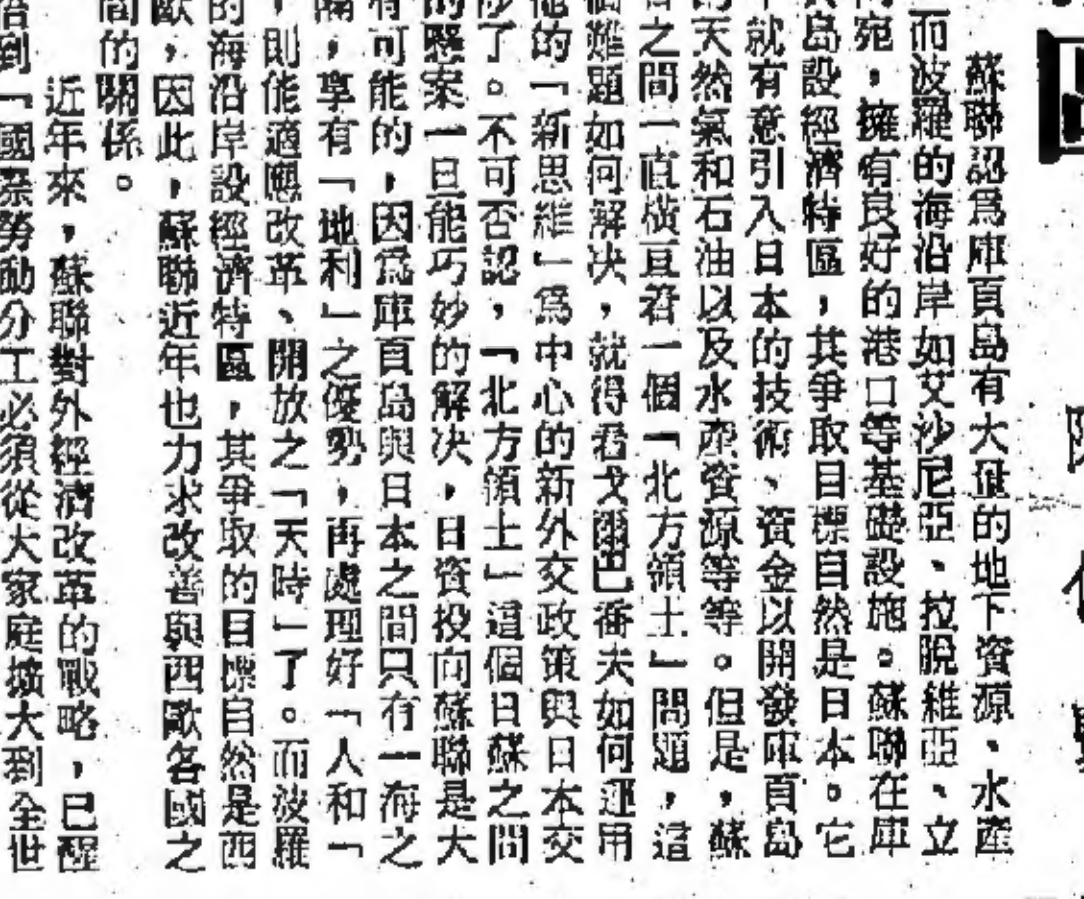 蘇聯認爲庫頁島有大量的地下資源、水產
而波羅的海沿岸如艾沙尼亞、拉脫維亞、立
宛,擁有良好的港口等基礎設施。蘇聯在庫
島設經濟特區,其爭取目標自然是日本。它
就有意引入日本的技術、資金以開發庫頁島
天然氣和石油以及水產資源等等。但是,蘇
之間一直橫亘着一個「北方領土」問題,這
難題如何解決,就得看戈爾巴喬夫如何運用
他的「新思維」爲中心的新外交政策與日本交
了。不可否認,「北方領土」這個日蘇之間
的懸案一旦能巧妙的解決,日資投向蘇聯是大
有可能的,因爲庫頁島與日本之間只有一海之
隔,享有「地利」之優勢,再處理好「人和「
,則能適應改革、開放之「天時」了。而波羅
的海沿岸設經濟特區,其爭取的目標自然是西
歐,因此,蘇聯近年也力求改善與西歐各國之
間的關係。
近年來,蘇聯對外經濟改革的戰略,已醒
到「國際勞動分工必須從大家庭擴大到全世